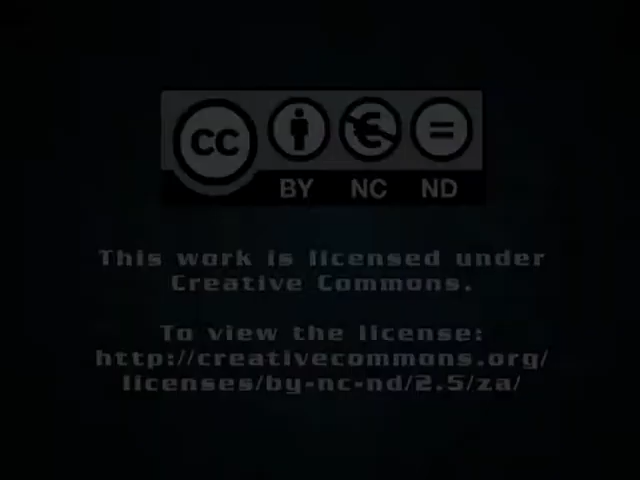 cc
BY NC ND
This work is licensed under
Creative Commons.
To view the license:
http://creativecommons.org/
licenses/by-nc-nd/2.5/za/